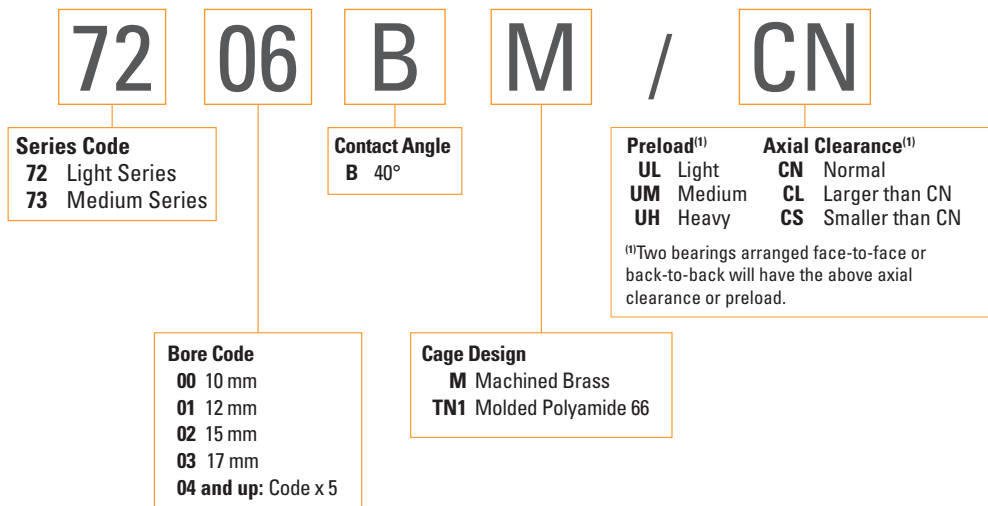 72 06 B M / CN
Series Code
72 Light Series
73 Medium Series
Contact Angle
B 40°
Preload(1) Axial Clearance(1)
UL Light CN Normal
UM Medium CL Larger than CN
UH Heavy CS Smaller than CN
(1)Two bearings arranged face-to-face or
back-to-back will have the above axial
clearance or preload.
Bore Code
00 10 mm
01 12 mm
02 15 mm
03 17 mm
04 and up: Code x 5
Cage Design
M Machined Brass
TN1 Molded Polyamide 66